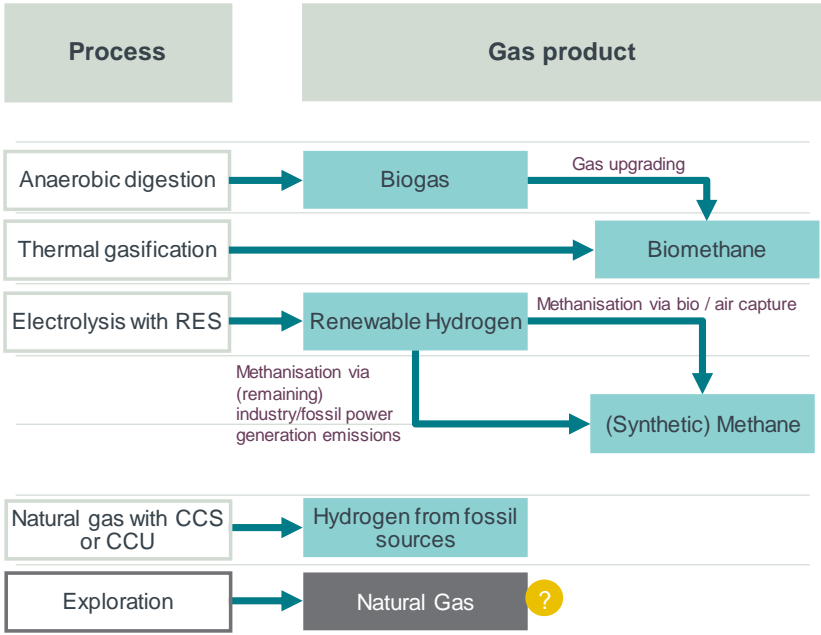 Process
Gas product
Anaerobic digestion
Biogas
Gas upgrading
Thermal gasification
Biomethane
Electrolysis with RES
Renewable Hydrogen
Methanisation via bio / air capture
Methanisation via
(remaining)
industry/fossil power
generation emissions
(Synthetic) Methane
Natural gas with CCS
or CCU
Hydrogen from fossil
sources
Exploration
Natural Gas
?